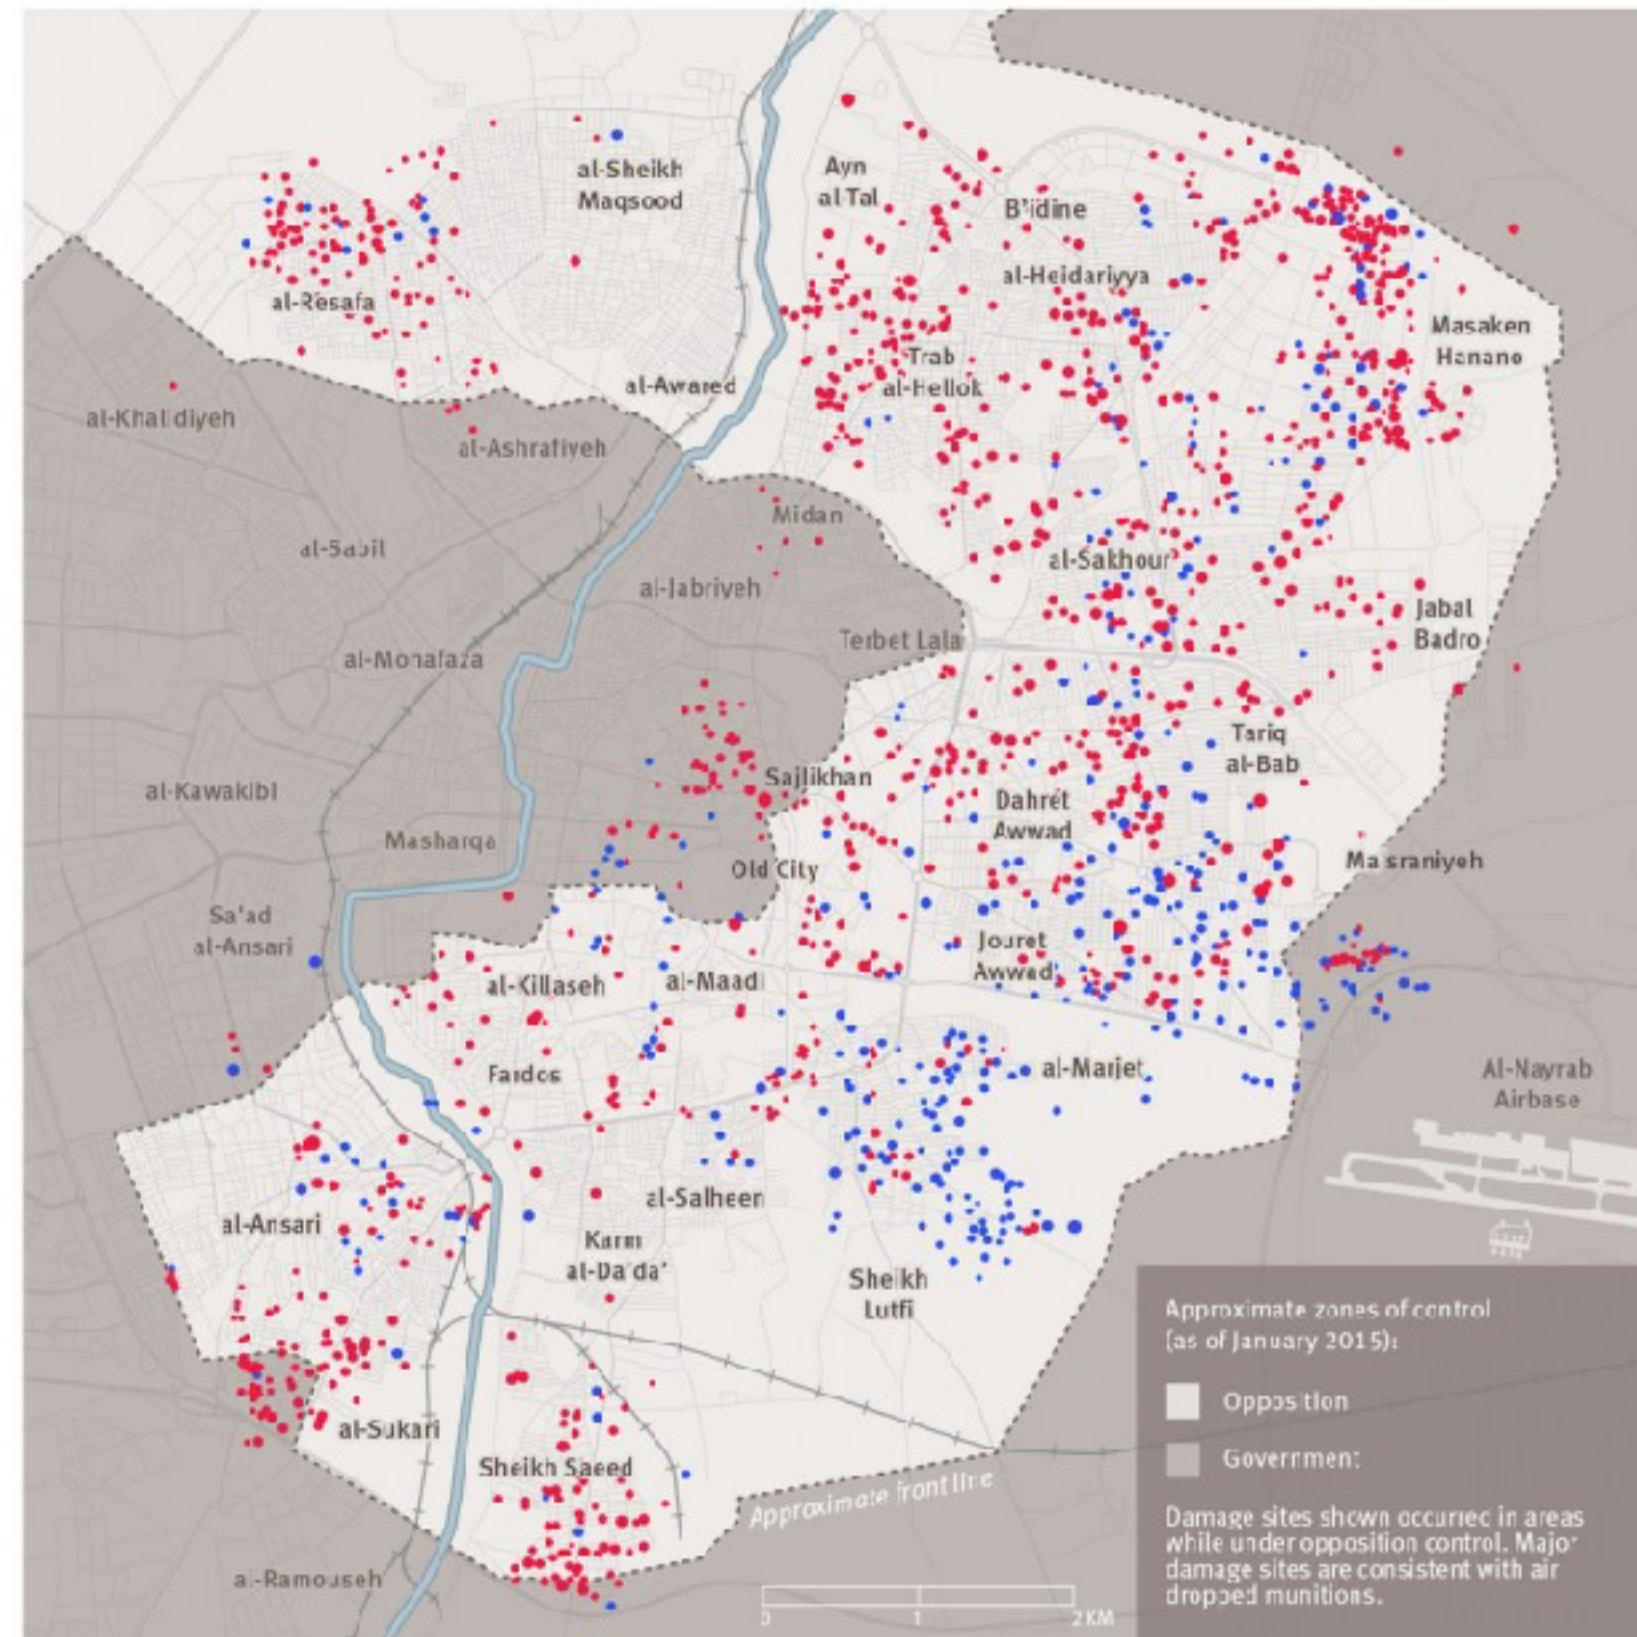 al-Sheikh
Maqsood
Ayn
al-Tal
B'idine
al-Heidariyya
al-Resafa
Masaken
Hanano
Trab
al-Hellok
al-Awared
al-Khalidiyeh
al-Ashrafiyeh
Midan
al-Sabil
al-Sakhour
al-Jabriyeh
Jabal
Badro
Terbet Lala
al-Mohafaza
Tariq
al-Bab
Sajlikhan
al-Kawakibi
Dahret
Awwad
Masharqa
Old City
Masraniyeh
Sa'ad
al-Ansari
Jouret
Awwad
al-Killaseh
al-Maadi
Fardos
al-Marjet
Al-Nayrab
Airbase
al-Salheen
al-Ansari
Karm
al-Da'da'
Sheikh
Lutfi
al-Sukari
Sheikh Saeed
Approximate front line
al-Ramouseh
0 1 2 KM
Approximate zones of control
(as of January 2015):
Opposition
Government
Damage sites shown occurred in areas
while under opposition control. Major
damage sites are consistent with air
dropped munitions.